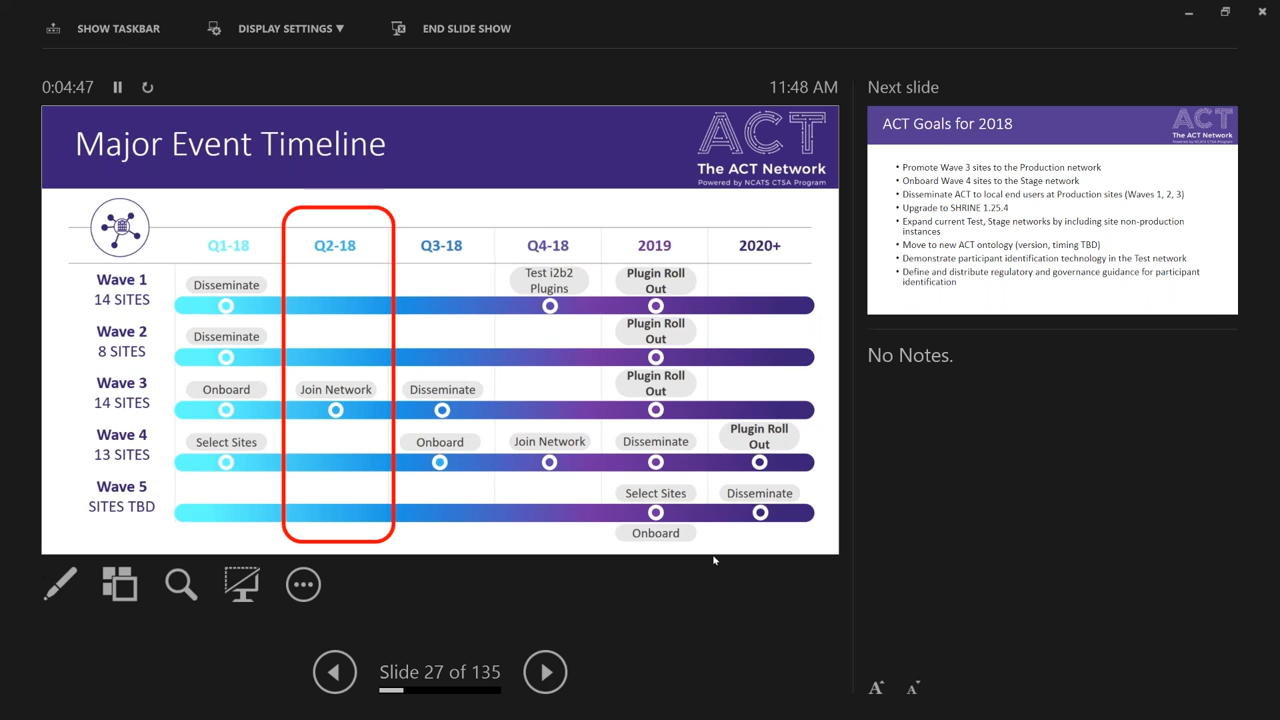 SHOW TASKBAR
DISPLAY SETTINGS ▼
END SLIDE SHOW
0:04:47
11:48 AM
Major Event Timeline
ACT
The ACT Network
Powered by NCATS CTSA Program
Q1-18 Q2-18 Q3-18 Q4-18 2019 2020+
Wave 1
14 SITES
Disseminate
Test i2b2
Plugins
Plugin Roll
Out
Wave 2
8 SITES
Disseminate
Plugin Roll
Out
Wave 3
14 SITES
Onboard
Join Network
Disseminate
Plugin Roll
Out
Wave 4
13 SITES
Select Sites
Onboard
Join Network
Disseminate
Plugin Roll
Out
Wave 5
SITES TBD
Select Sites
Disseminate
Onboard
Slide 27 of 135
Next slide
ACT Goals for 2018
ACT
The ACT Network
Powered by NCATS CTSA Program
• Promote Wave 3 sites to the Production network
• Onboard Wave 4 sites to the Stage network
• Disseminate ACT to local end users at Production sites (Waves 1, 2, 3)
• Upgrade to SHRINE 1.25.4
• Expand current Test, Stage networks by including site non-production
instances
• Move to new ACT ontology (version, timing TBD)
• Demonstrate participant identification technology in the Test network
• Define and distribute regulatory and governance guidance for participant
identification
No Notes.
A A